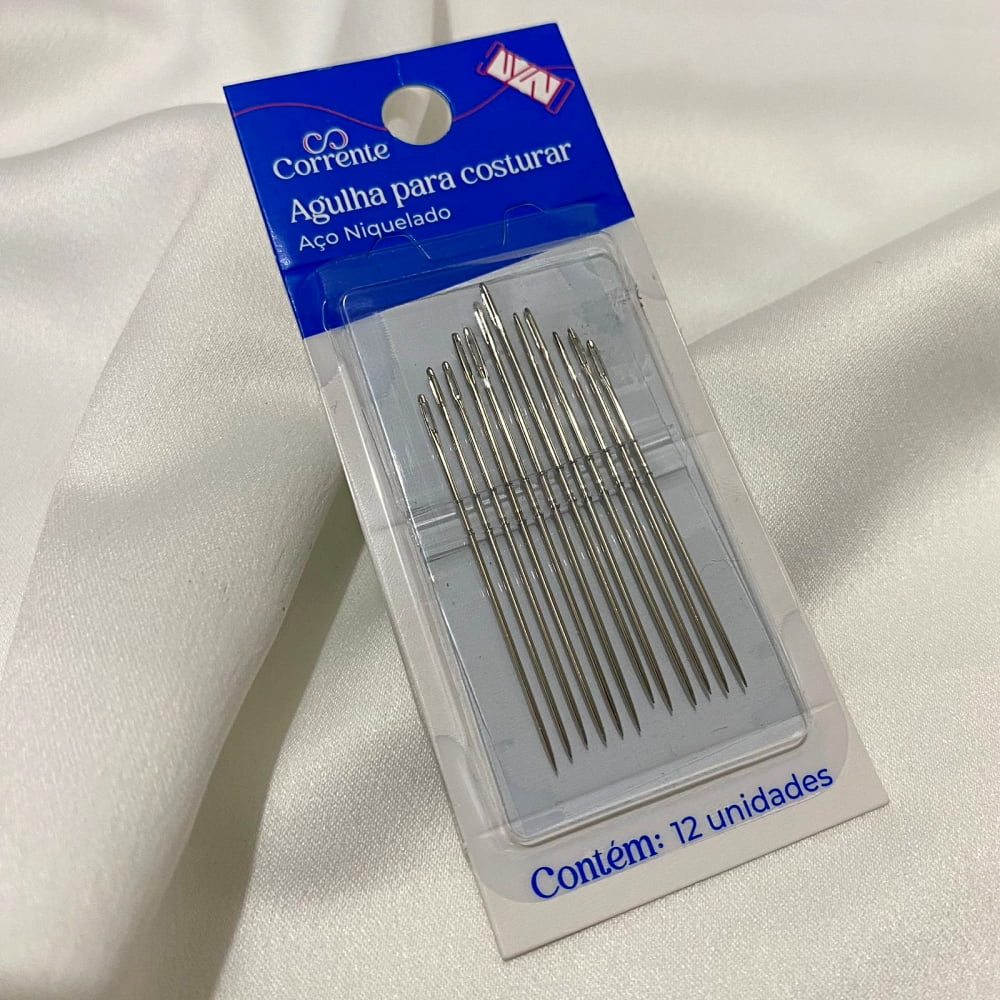 Corrente
Agulha para costurar
Aço Niquelado
Contém: 12 unidades